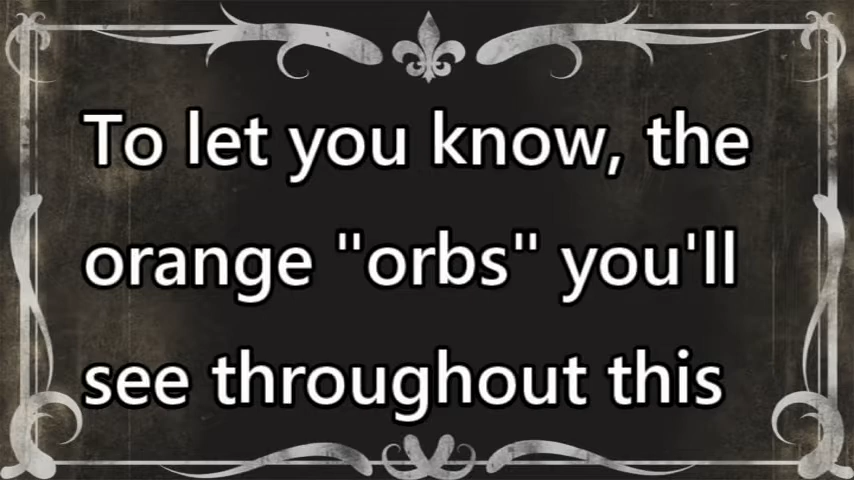 To let you know, the
orange "orbs" you'll
see throughout this